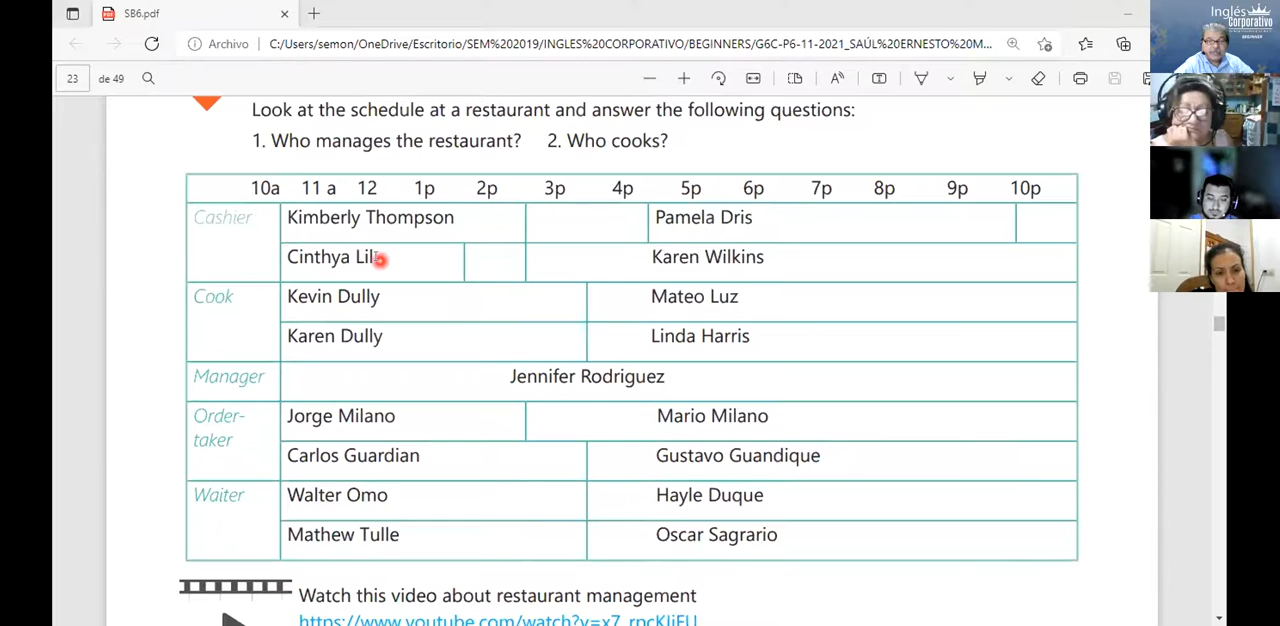 SB6.pdf
Inglés
Corporativo
BEGINNER
Archivo C:/Users/semon/OneDrive/Escritorio/SEM%202019/INGLES%20CORPORATIVO/BEGINNERS/G6C-P6-11-2021_SAÚL%20ERNESTO%20M...
23 de 49
Look at the schedule at a restaurant and answer the following questions:
1. Who manages the restaurant? 2. Who cooks?
10a 11 a 12 1p 2p 3p 4p 5p 6p 7p 8p 9p 10p
Cashier Kimberly Thompson Pamela Dris
Cinthya Karen Wilkins
Cook Kevin Dully Mateo Luz
Karen Dully Linda Harris
Manager Jennifer Rodriguez
Order- Jorge Milano Mario Milano
taker
Carlos Guardian Gustavo Guandique
Waiter Walter Omo Hayle Duque
Mathew Tulle Oscar Sagrario
Watch this video about restaurant management